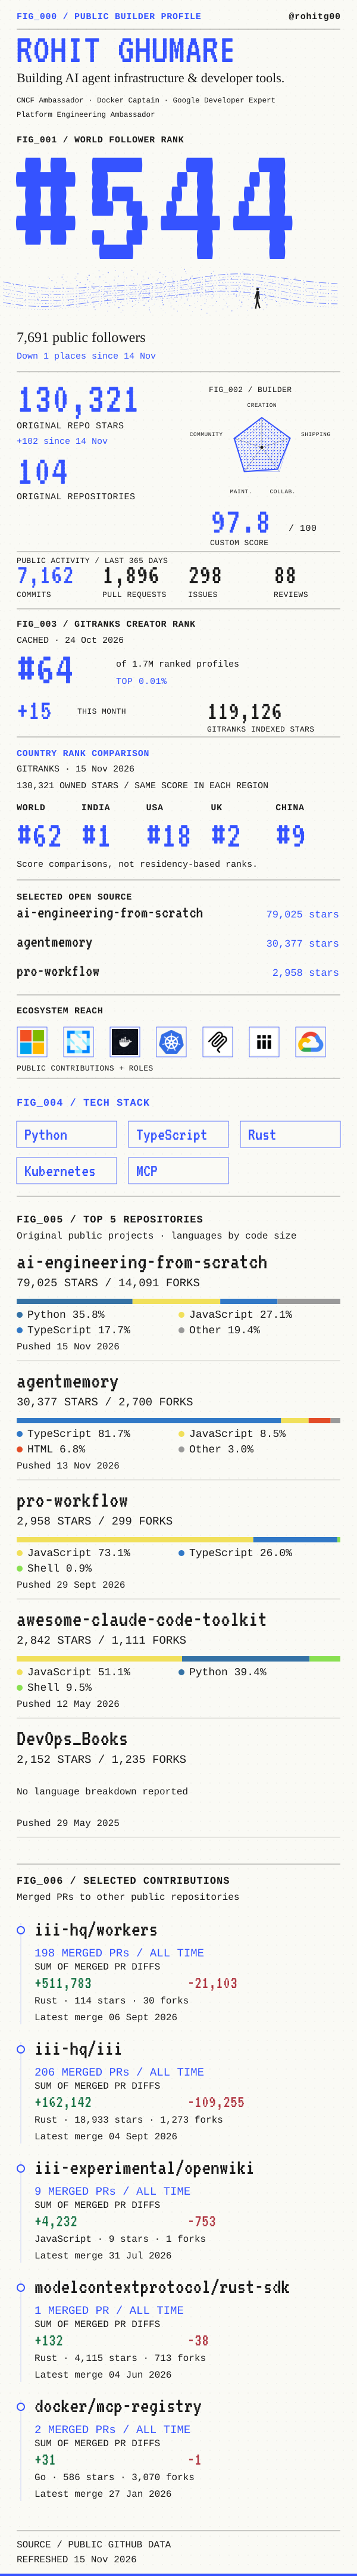 FIG_000 / PUBLIC BUILDER PROFILE @rohitg00
ROHIT GHUMARE
Building AI agent infrastructure & developer tools.
CNCF Ambassador · Docker Captain · Google Developer Expert
Platform Engineering Ambassador
FIG_001 / WORLD FOLLOWER RANK
#544
7,691 public followers
Down 1 places since 14 Nov
130,321
ORIGINAL REPO STARS
+102 since 14 Nov
104
ORIGINAL REPOSITORIES
FIG_002 / BUILDER
CREATION
COMMUNITY
SHIPPING
MAINT.
COLLAB.
97.8 / 100
CUSTOM SCORE
PUBLIC ACTIVITY / LAST 365 DAYS
7,162 1,896 298 88
COMMITS PULL REQUESTS ISSUES REVIEWS
FIG_003 / GITRANKS CREATOR RANK
CACHED · 24 Oct 2026
#64
of 1.7M ranked profiles
TOP 0.01%
+15 THIS MONTH
119,126
GITRANKS INDEXED STARS
COUNTRY RANK COMPARISON
GITRANKS · 15 Nov 2026
130,321 OWNED STARS / SAME SCORE IN EACH REGION
WORLD INDIA USA UK CHINA
#62 #1 #18 #2 #9
Score comparisons, not residency-based ranks.
SELECTED OPEN SOURCE
ai-engineering-from-scratch 79,025 stars
agentmemory 30,377 stars
pro-workflow 2,958 stars
ECOSYSTEM REACH
PUBLIC CONTRIBUTIONS + ROLES
FIG_004 / TECH STACK
Python TypeScript Rust
Kubernetes MCP
FIG_005 / TOP 5 REPOSITORIES
Original public projects · languages by code size
ai-engineering-from-scratch
79,025 STARS / 14,091 FORKS
Python 35.8% JavaScript 27.1%
TypeScript 17.7% Other 19.4%
Pushed 15 Nov 2026
agentmemory
30,377 STARS / 2,700 FORKS
TypeScript 81.7% JavaScript 8.5%
HTML 6.8% Other 3.0%
Pushed 13 Nov 2026
pro-workflow
2,958 STARS / 299 FORKS
JavaScript 73.1% TypeScript 26.0%
Shell 0.9%
Pushed 29 Sept 2026
awesome-claude-code-toolkit
2,842 STARS / 1,111 FORKS
JavaScript 51.1% Python 39.4%
Shell 9.5%
Pushed 12 May 2026
DevOps_Books
2,152 STARS / 1,235 FORKS
No language breakdown reported
Pushed 29 May 2025
FIG_006 / SELECTED CONTRIBUTIONS
Merged PRs to other public repositories
iii-hq/workers
198 MERGED PRs / ALL TIME
SUM OF MERGED PR DIFFS
+511,783 -21,103
Rust · 114 stars · 30 forks
Latest merge 06 Sept 2026
iii-hq/iii
206 MERGED PRs / ALL TIME
SUM OF MERGED PR DIFFS
+162,142 -109,255
Rust · 18,933 stars · 1,273 forks
Latest merge 04 Sept 2026
iii-experimental/openwiki
9 MERGED PRs / ALL TIME
SUM OF MERGED PR DIFFS
+4,232 -753
JavaScript · 9 stars · 1 forks
Latest merge 31 Jul 2026
modelcontextprotocol/rust-sdk
1 MERGED PR / ALL TIME
SUM OF MERGED PR DIFFS
+132 -38
Rust · 4,115 stars · 713 forks
Latest merge 04 Jun 2026
docker/mcp-registry
2 MERGED PRs / ALL TIME
SUM OF MERGED PR DIFFS
+31 -1
Go · 586 stars · 3,070 forks
Latest merge 27 Jan 2026
SOURCE / PUBLIC GITHUB DATA
REFRESHED 15 Nov 2026